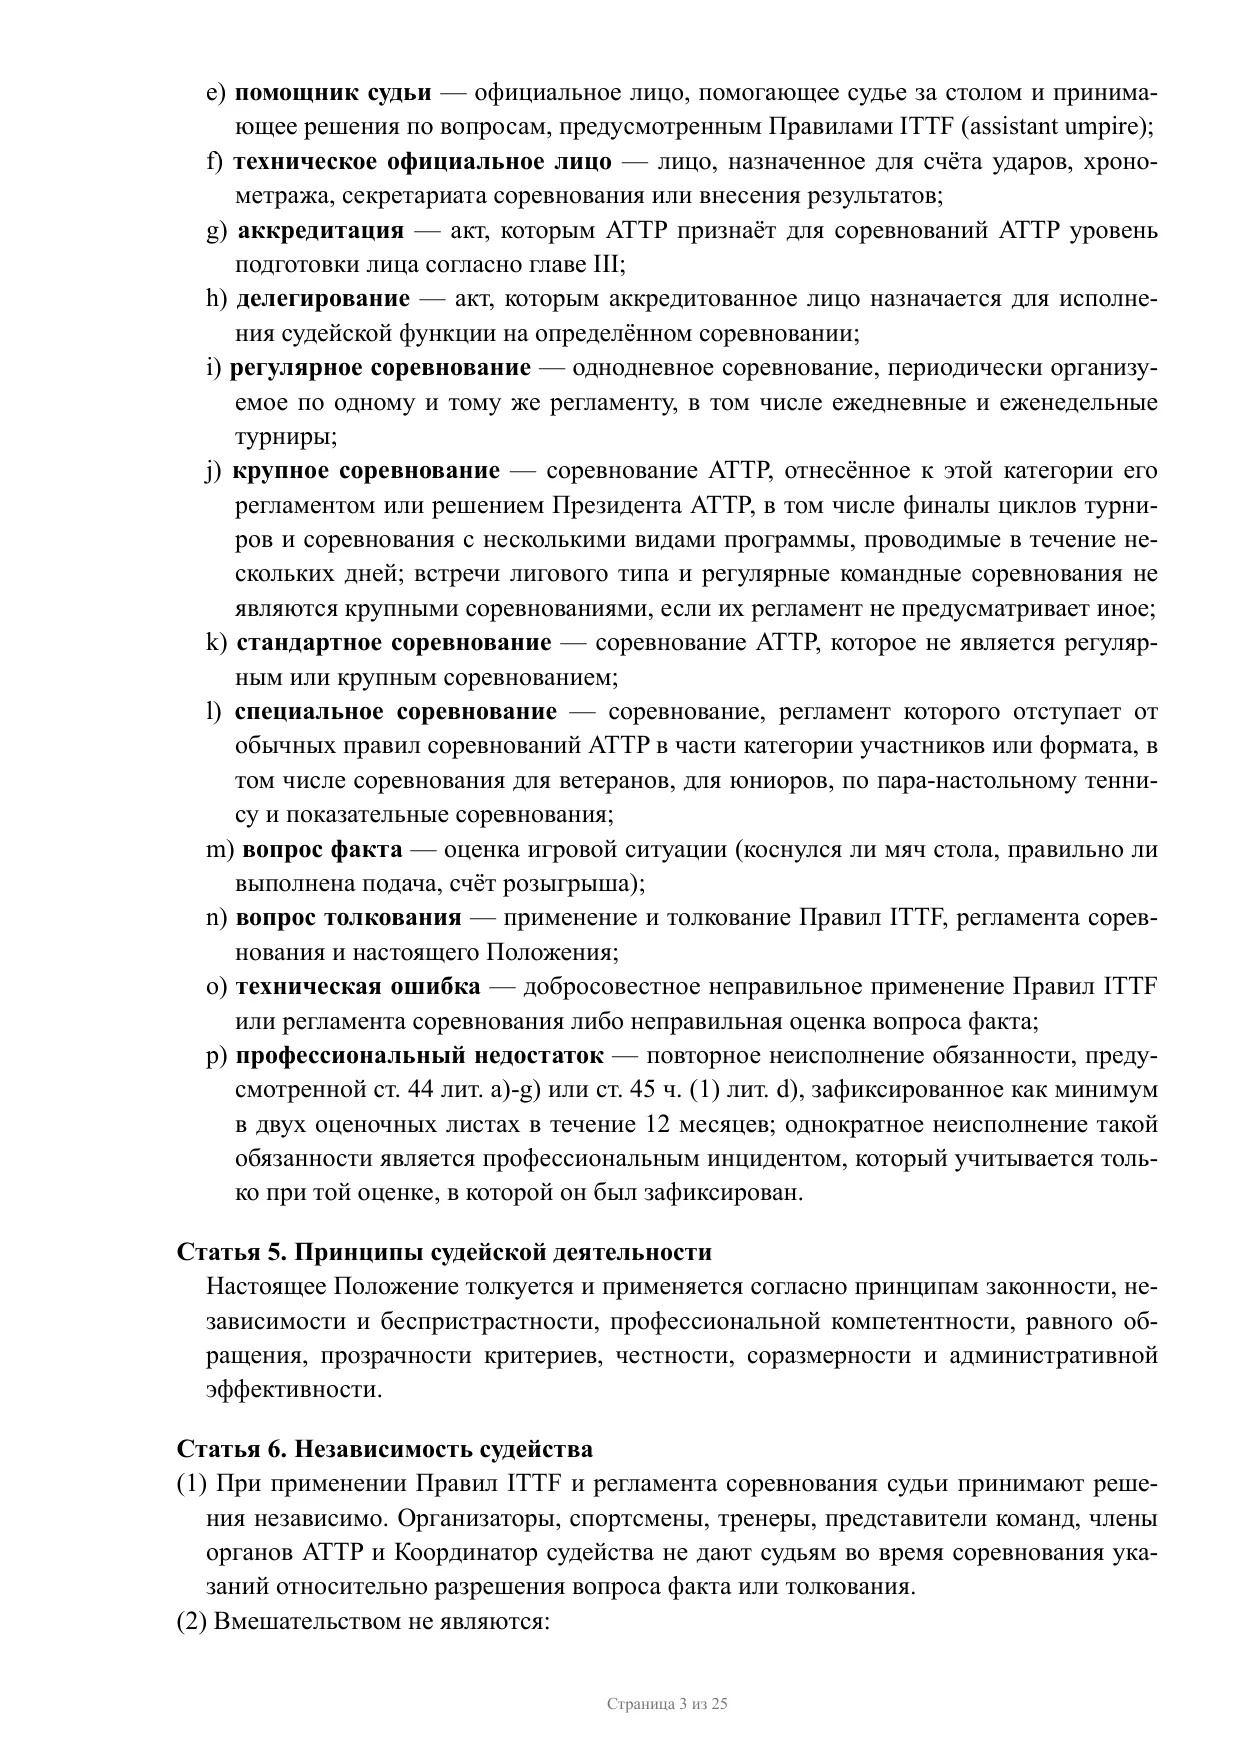 e) помощник судьи — официальное лицо, помогающее судье за столом и принима-
ющее решения по вопросам, предусмотренным Правилами ITTF (assistant umpire);
f) техническое официальное лицо — лицо, назначенное для счёта ударов, хроно-
метража, секретариата соревнования или внесения результатов;
g) аккредитация — акт, которым АТТР признаёт для соревнований АТТР уровень
подготовки лица согласно главе III;
h) делегирование — акт, которым аккредитованное лицо назначается для исполне-
ния судейской функции на определённом соревновании;
i) регулярное соревнование — однодневное соревнование, периодически организу-
емое по одному и тому же регламенту, в том числе ежедневные и еженедельные
турниры;
j) крупное соревнование — соревнование АТТР, отнесённое к этой категории его
регламентом или решением Президента АТТР, в том числе финалы циклов турни-
ров и соревнования с несколькими видами программы, проводимые в течение не-
скольких дней; встречи лигового типа и регулярные командные соревнования не
являются крупными соревнованиями, если их регламент не предусматривает иное;
k) стандартное соревнование — соревнование АТТР, которое не является регуляр-
ным или крупным соревнованием;
l) специальное соревнование — соревнование, регламент которого отступает от
обычных правил соревнований АТТР в части категории участников или формата, в
том числе соревнования для ветеранов, для юниоров, по пара-настольному тенни-
су и показательные соревнования;
m) вопрос факта — оценка игровой ситуации (коснулся ли мяч стола, правильно ли
выполнена подача, счёт розыгрыша);
n) вопрос толкования — применение и толкование Правил ITTF, регламента сорев-
нования и настоящего Положения;
o) техническая ошибка — добросовестное неправильное применение Правил ITTF
или регламента соревнования либо неправильная оценка вопроса факта;
p) профессиональный недостаток — повторное неисполнение обязанности, преду-
смотренной ст. 44 лит. a)-g) или ст. 45 ч. (1) лит. d), зафиксированное как минимум
в двух оценочных листах в течение 12 месяцев; однократное неисполнение такой
обязанности является профессиональным инцидентом, который учитывается толь-
ко при той оценке, в которой он был зафиксирован.
Статья 5. Принципы судейской деятельности
Настоящее Положение толкуется и применяется согласно принципам законности, не-
зависимости и беспристрастности, профессиональной компетентности, равного об-
ращения, прозрачности критериев, честности, соразмерности и административной
эффективности.
Статья 6. Независимость судейства
(1) При применении Правил ITTF и регламента соревнования судьи принимают реше-
ния независимо. Организаторы, спортсмены, тренеры, представители команд, члены
органов АТТР и Координатор судейства не дают судьям во время соревнования ука-
заний относительно разрешения вопроса факта или толкования.
(2) Вмешательством не являются:
Страница 3 из 25